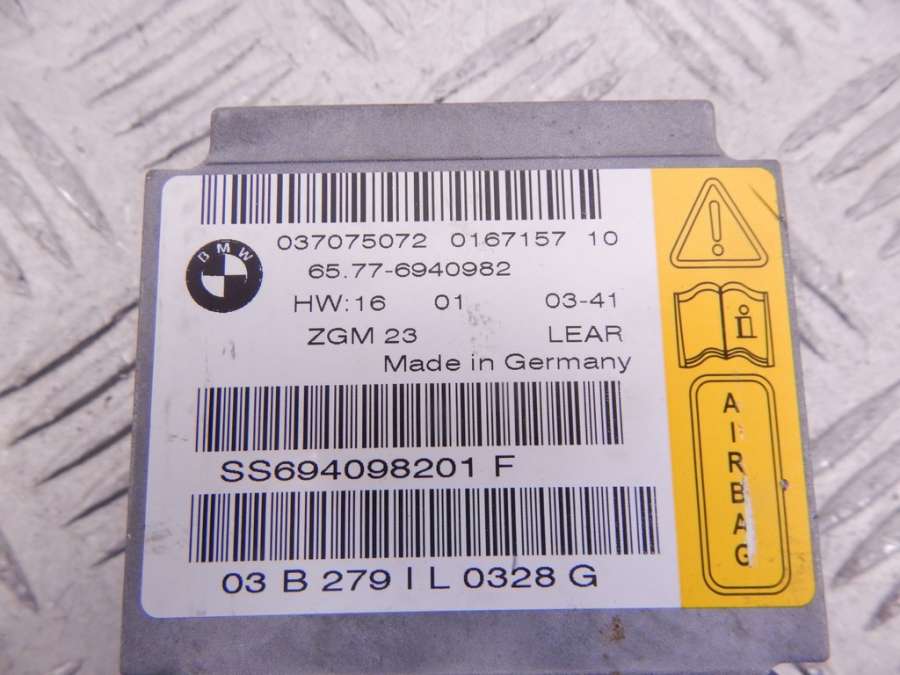 BMW
037075072 0167157 10
65.77-6940982
HW:16 01 03-41
ZGM 23 LEAR
Made in Germany
SS694098201 F
03 B 279 I L 0328 G
AIRBAG